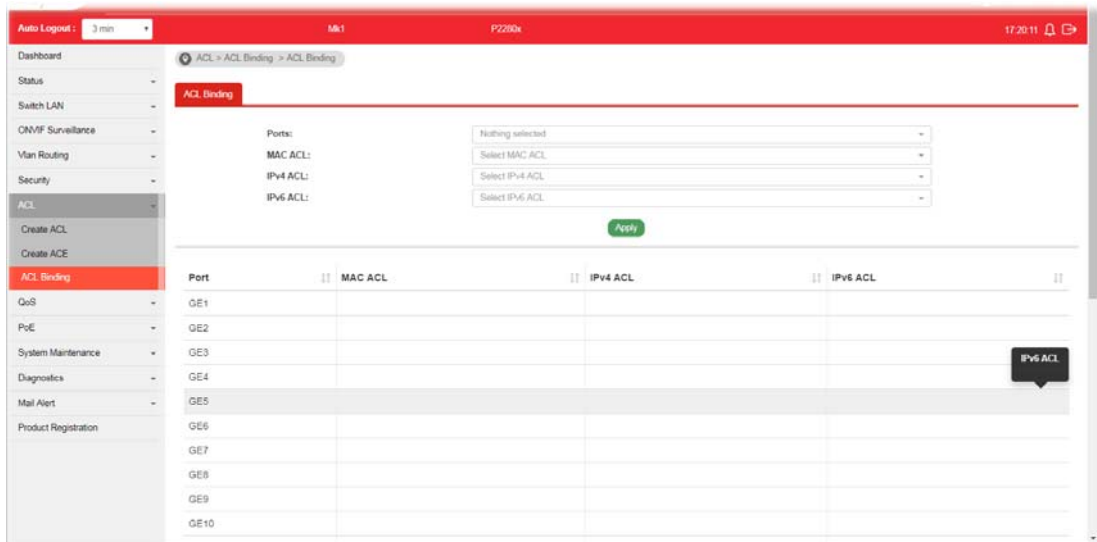 Auto Logout : 3 min Mk1 P2280x 17:20:11
Dashboard
Status
Switch LAN
ONVIF Surveillance
Vlan Routing
Security
ACL
Create ACL
Create ACE
ACL Binding
QoS
PoE
System Maintenance
Diagnostics
Mail Alert
Product Registration
ACL > ACL Binding > ACL Binding
ACL Binding
Ports: Nothing selected
MAC ACL: Select MAC ACL
IPv4 ACL: Select IPv4 ACL
IPv6 ACL: Select IPv6 ACL
Apply
Port MAC ACL IPv4 ACL IPv6 ACL
GE1
GE2
GE3
GE4
GE5
GE6
GE7
GE8
GE9
GE10
IPv6 ACL